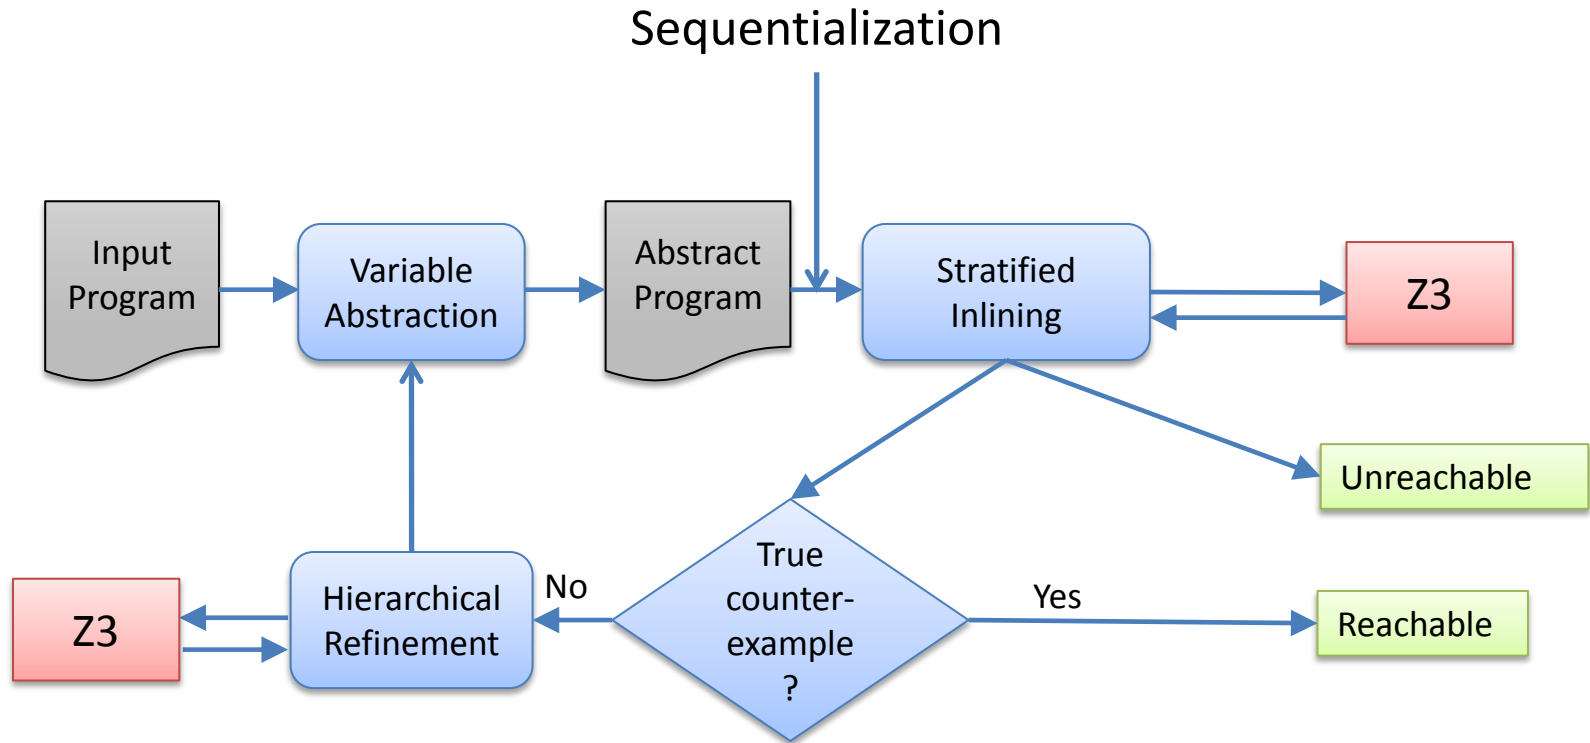 Sequentialization
Input
Program
Variable
Abstraction
Abstract
Program
Stratified
Inlining
Z3
Unreachable
True
counter-
example
?
No
Yes
Hierarchical
Refinement
Z3
Reachable